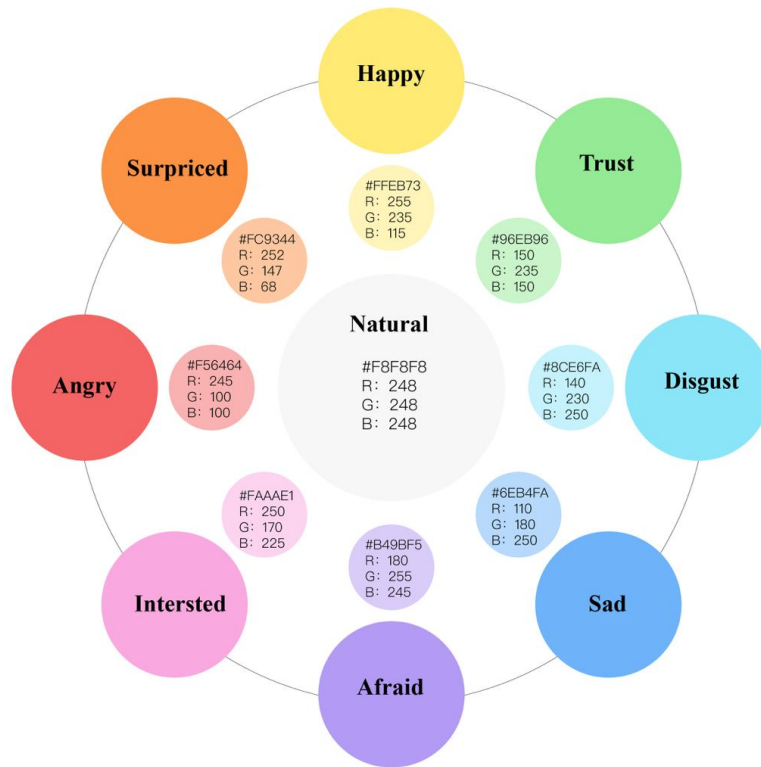 Happy
#FFEB73
R: 255
G: 235
B: 115
Trust
#96EB96
R: 150
G: 235
B: 150
Disgust
#8CE6FA
R: 140
G: 230
B: 250
Sad
#6EB4FA
R: 110
G: 180
B: 250
Afraid
#B49BF5
R: 180
G: 255
B: 245
Intersted
#FAAAE1
R: 250
G: 170
B: 225
Angry
#F56464
R: 245
G: 100
B: 100
Surpriced
#FC9344
R: 252
G: 147
B: 68
Natural
#F8F8F8
R: 248
G: 248
B: 248